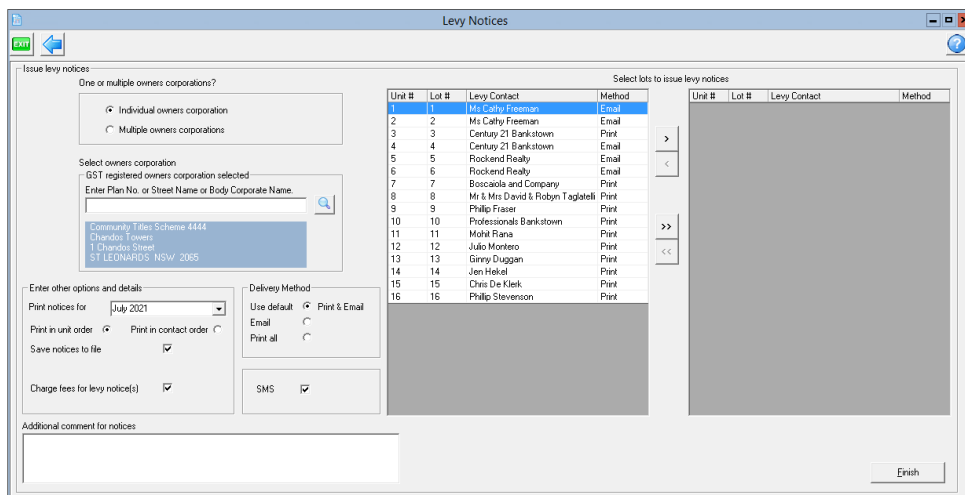 Levy Notices
EXIT
Issue levy notices
One or multiple owners corporations?
Individual owners corporation
Multiple owners corporations
Select owners corporation
GST registered owners corporation selected
Enter Plan No. or Street Name or Body Corporate Name.
Community Titles Scheme 4444
Chandos Towers
1 Chandos Street
ST LEONARDS NSW 2065
Enter other options and details
Print notices for July 2021
Print in unit order Print in contact order
Save notices to file
Charge fees for levy notice(s)
Delivery Method
Use default Print & Email
Email
Print all
SMS
Additional comment for notices
Select lots to issue levy notices
Unit # Lot # Levy Contact Method
1 1 Ms Cathy Freeman Email
2 2 Ms Cathy Freeman Email
3 3 Century 21 Bankstown Print
4 4 Century 21 Bankstown Email
5 5 Rockend Realty Email
6 6 Rockend Realty Email
7 7 Boscaiola and Company Print
8 8 Mr & Mrs David & Robyn Taglatelli Print
9 9 Phillip Fraser Print
10 10 Professionals Bankstown Print
11 11 Mohit Rana Print
12 12 Julio Montero Print
13 13 Ginny Duggan Print
14 14 Jen Hekel Print
15 15 Chris De Klerk Print
16 16 Phillip Stevenson Print
>
<
>>
<<
Unit # Lot # Levy Contact Method
Finish